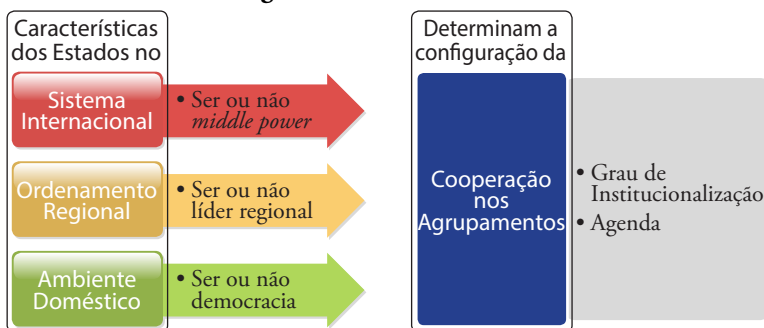 Características
dos Estados no
Sistema
Internacional
• Ser ou não
middle power
Ordenamento
Regional
• Ser ou não
líder regional
Ambiente
Doméstico
• Ser ou não
democracia
Determinam a
configuração da
Cooperação
nos
Agrupamentos
• Grau de
Institucionalização
• Agenda